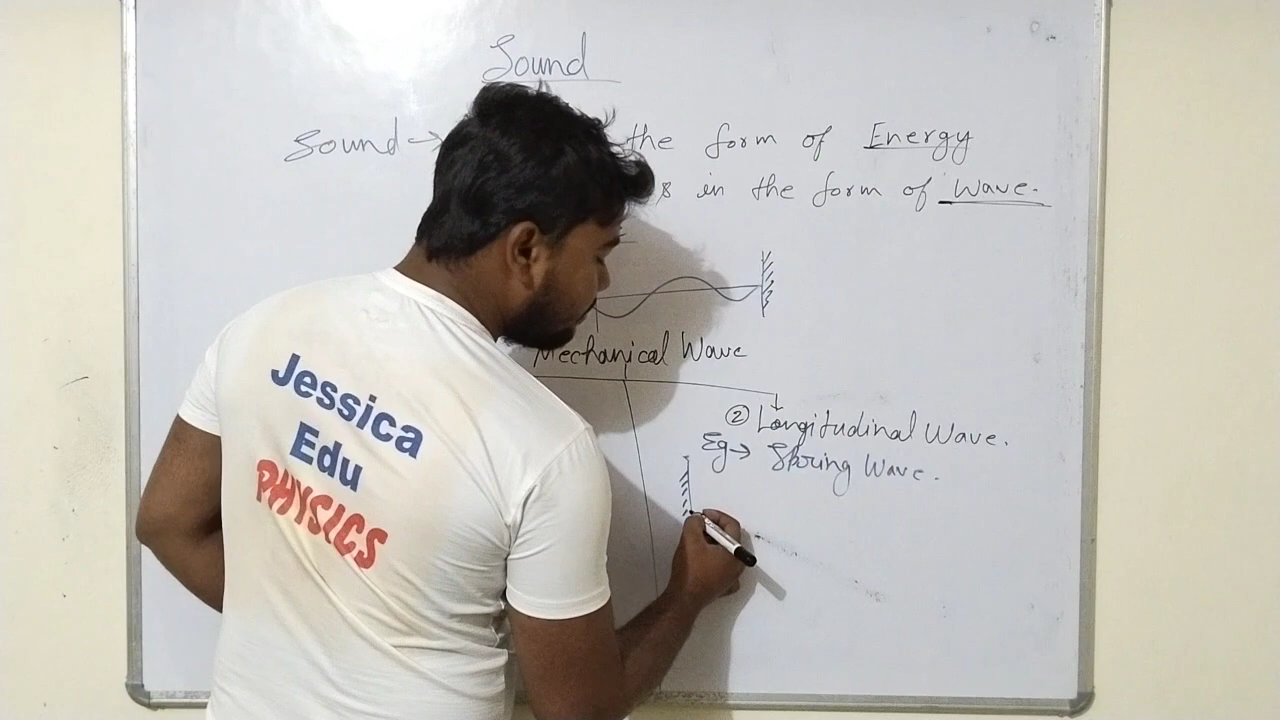 Sound
Sound → the form of Energy
s in the form of Wave.
Mechanical Wave
② Longitudinal Wave.
Eg → Spring Wave.
Jessica
Edu
PHYSICS